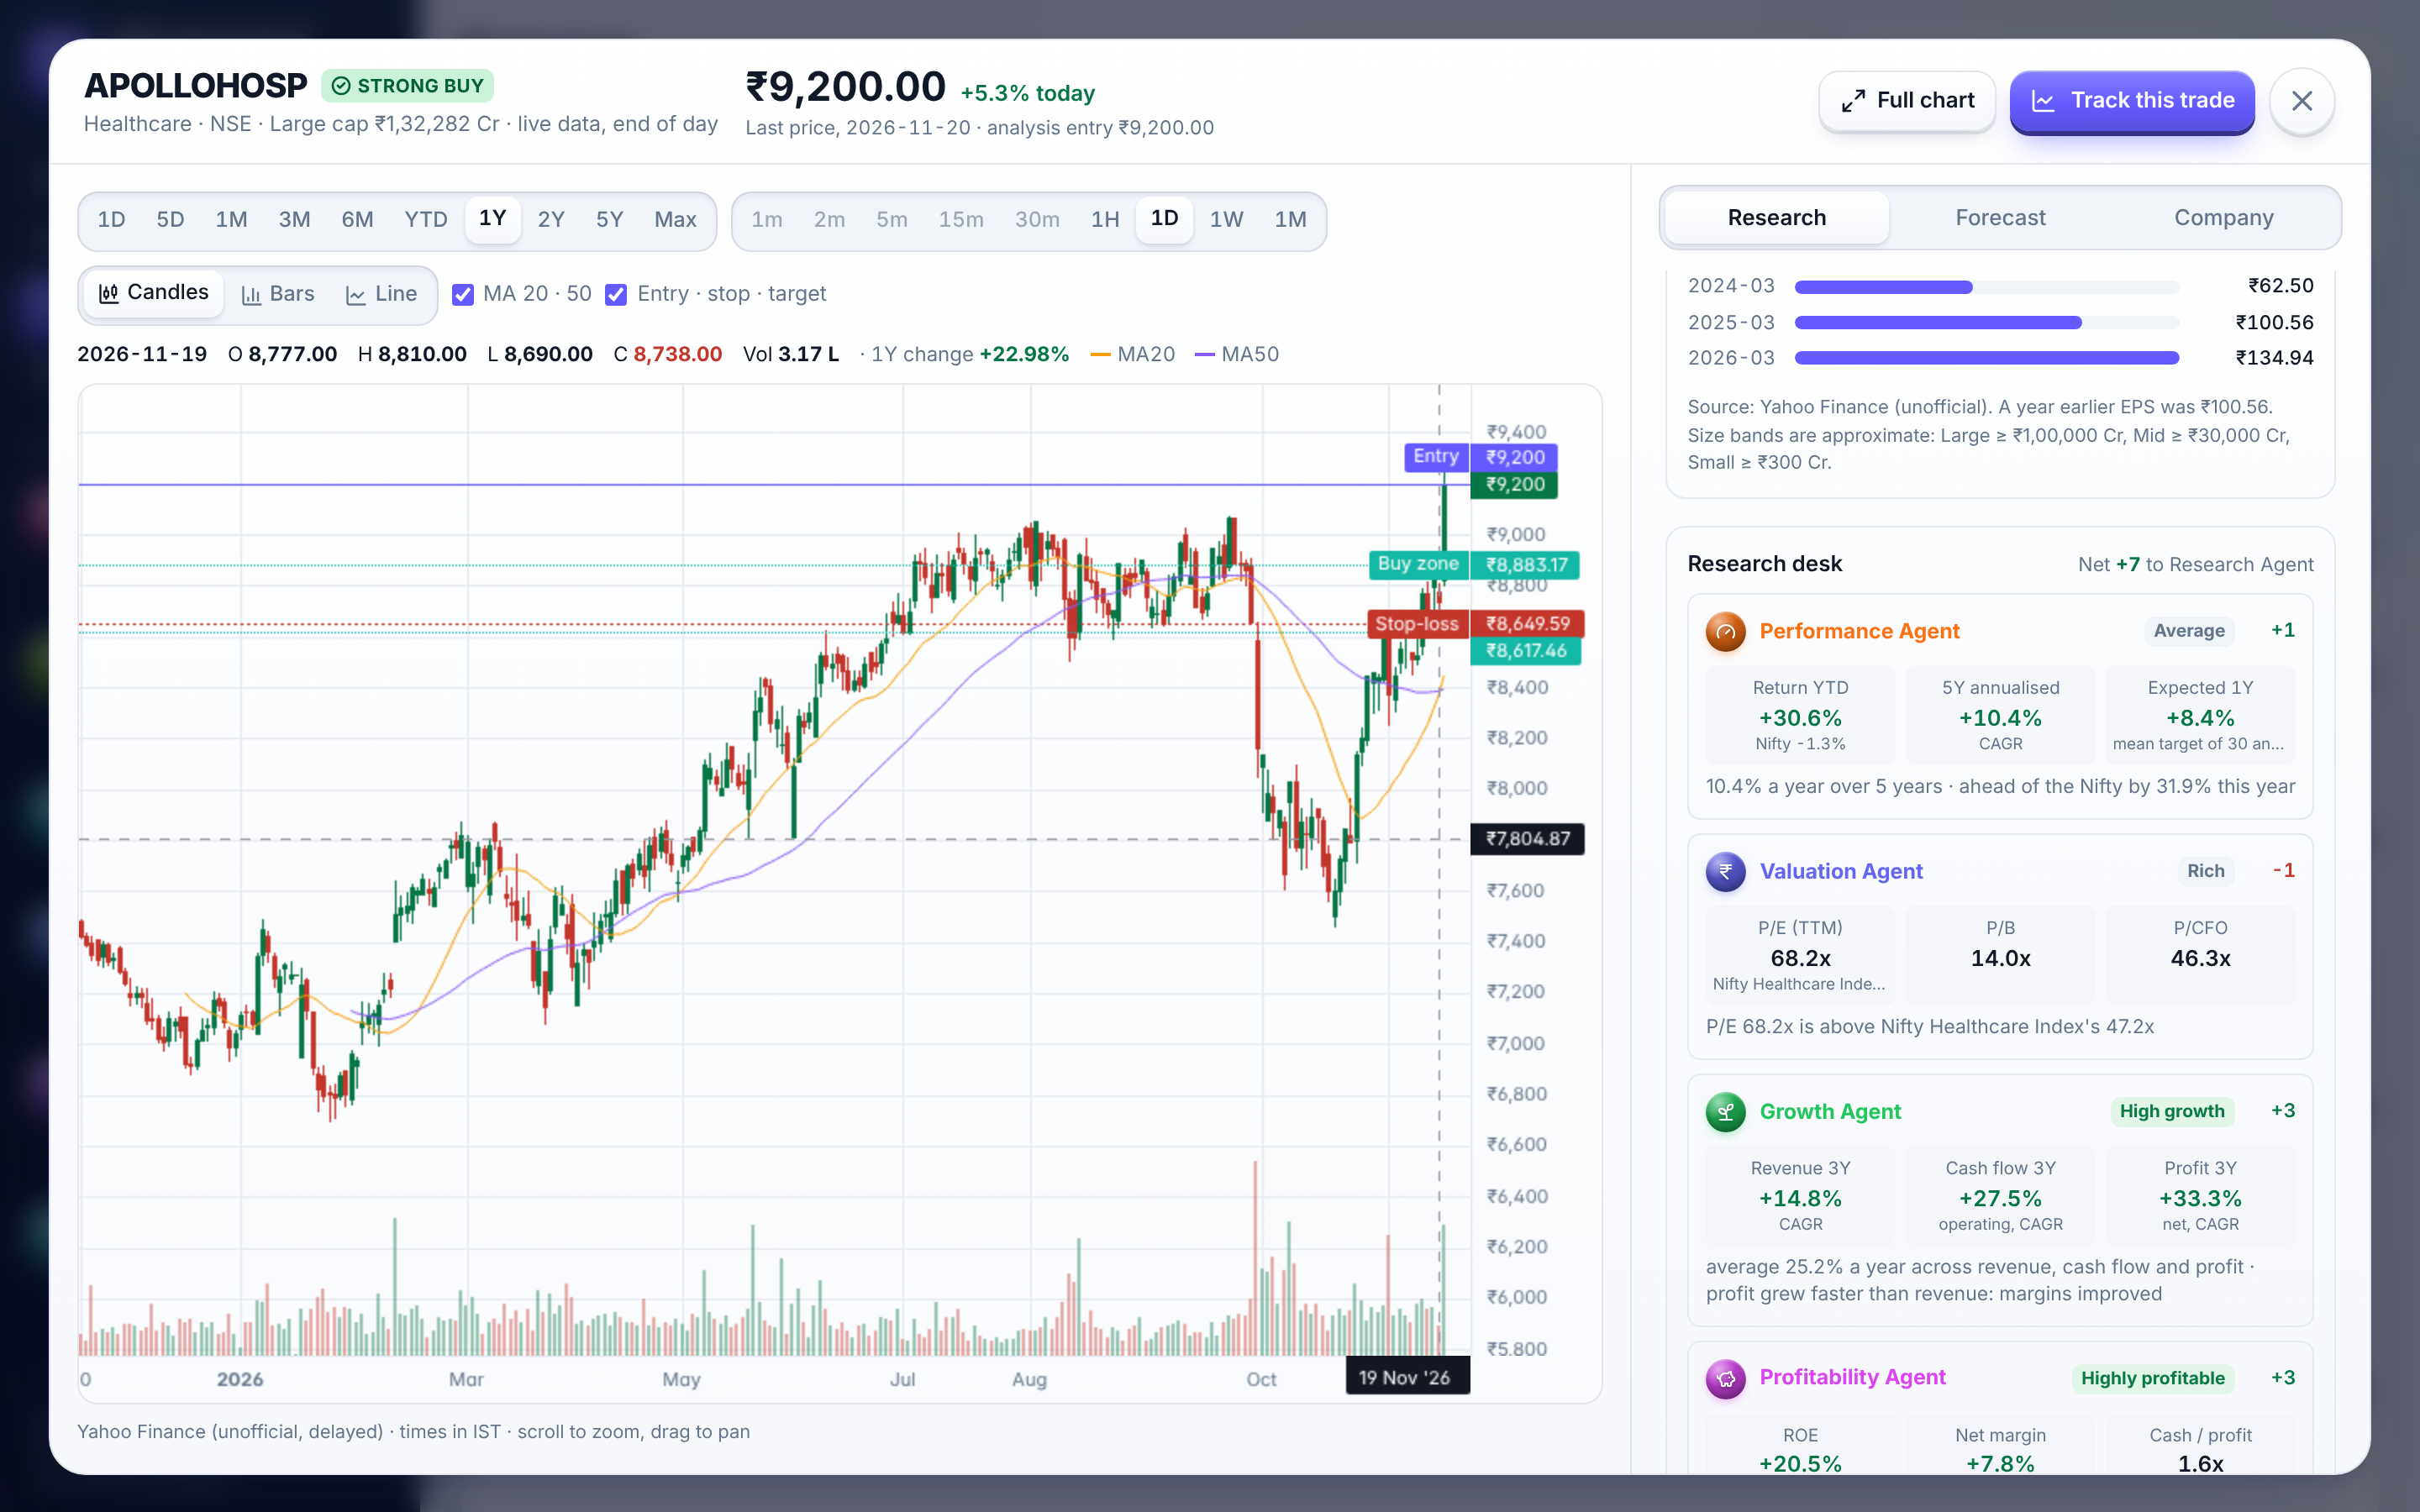 APOLLOHOSP STRONG BUY
Healthcare · NSE · Large cap ₹1,32,282 Cr · live data, end of day
₹9,200.00 +5.3% today
Last price, 2026-11-20 · analysis entry ₹9,200.00
Full chart
Track this trade
1D 5D 1M 3M 6M YTD 1Y 2Y 5Y Max
1m 2m 5m 15m 30m 1H 1D 1W 1M
Candles Bars Line
MA 20 · 50
Entry · stop · target
2026-11-19 O 8,777.00 H 8,810.00 L 8,690.00 C 8,738.00 Vol 3.17 L · 1Y change +22.98% MA20 MA50
₹9,400
Entry ₹9,200
₹9,200
₹9,000
Buy zone ₹8,883.17
₹8,800
Stop-loss ₹8,649.59
₹8,617.46
₹8,400
₹8,200
₹8,000
₹7,804.87
₹7,600
₹7,400
₹7,200
₹7,000
₹6,800
₹6,600
₹6,400
₹6,200
₹6,000
₹5,800
0 2026 Mar May Jul Aug Oct 19 Nov '26
Yahoo Finance (unofficial, delayed) · times in IST · scroll to zoom, drag to pan
Research Forecast Company
2024-03 ₹62.50
2025-03 ₹100.56
2026-03 ₹134.94
Source: Yahoo Finance (unofficial). A year earlier EPS was ₹100.56.
Size bands are approximate: Large ≥ ₹1,00,000 Cr, Mid ≥ ₹30,000 Cr,
Small ≥ ₹300 Cr.
Research desk Net +7 to Research Agent
Performance Agent Average +1
Return YTD 5Y annualised Expected 1Y
+30.6% +10.4% +8.4%
Nifty -1.3% CAGR mean target of 30 an...
10.4% a year over 5 years · ahead of the Nifty by 31.9% this year
₹ Valuation Agent Rich -1
P/E (TTM) P/B P/CFO
68.2x 14.0x 46.3x
Nifty Healthcare Inde...
P/E 68.2x is above Nifty Healthcare Index's 47.2x
Growth Agent High growth +3
Revenue 3Y Cash flow 3Y Profit 3Y
+14.8% +27.5% +33.3%
CAGR operating, CAGR net, CAGR
average 25.2% a year across revenue, cash flow and profit ·
profit grew faster than revenue: margins improved
Profitability Agent Highly profitable +3
ROE Net margin Cash / profit
+20.5% +7.8% 1.6x